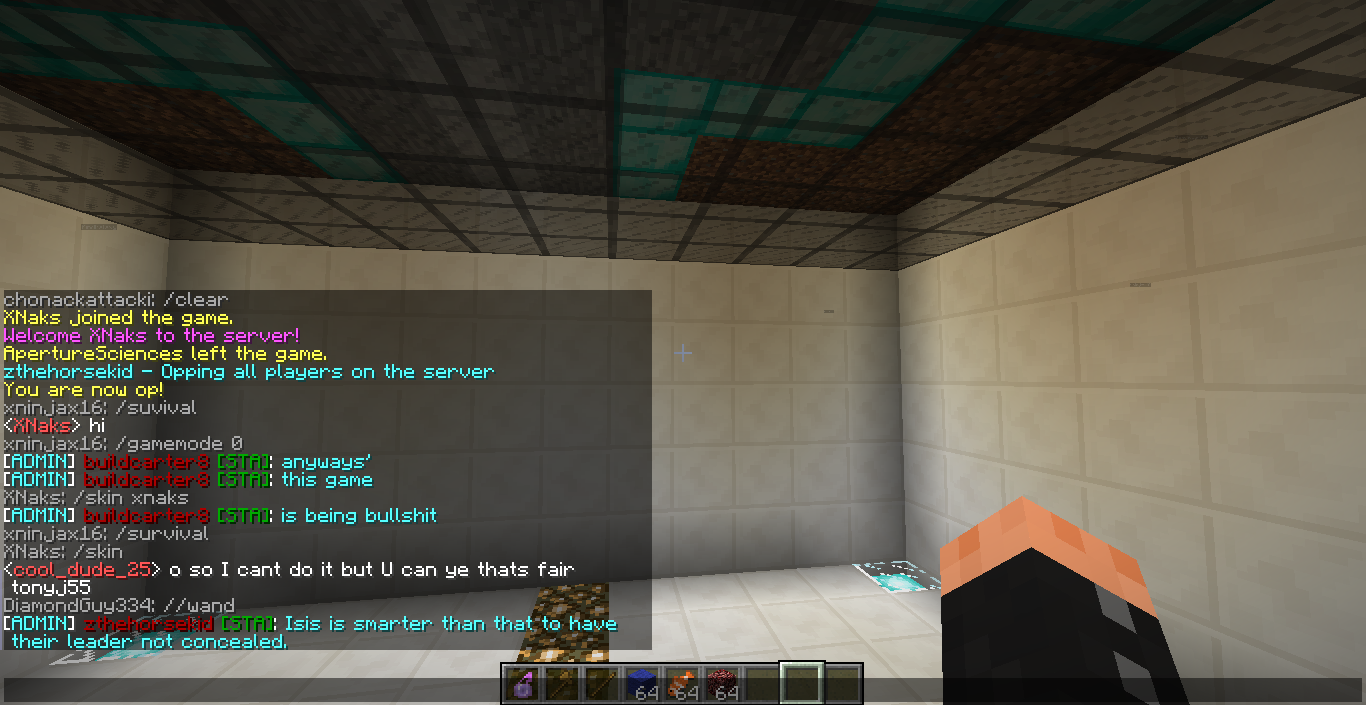 chonackattacki: /clear
XNaks joined the game.
Welcome XNaks to the server!
ApertureSciences left the game.
zthehorsekid - Opping all players on the server
You are now op!
xninjax16: /suvival
<XNaks> hi
xninjax16: /gamemode 0
[ADMIN] buildcarter8 [STA]: anyways'
[ADMIN] buildcarter8 [STA]: this game
XNaks: /skin xnaks
[ADMIN] buildcarter8 [STA]: is being bullshit
xninjax16: /survival
XNaks: /skin
<cool_dude_25> o so I cant do it but U can ye thats fair
tonyj55
DiamondGuy334: //wand
[ADMIN] zthehorsekid [STA]: Isis is smarter than that to have
their leader not concealed.
64 64 64